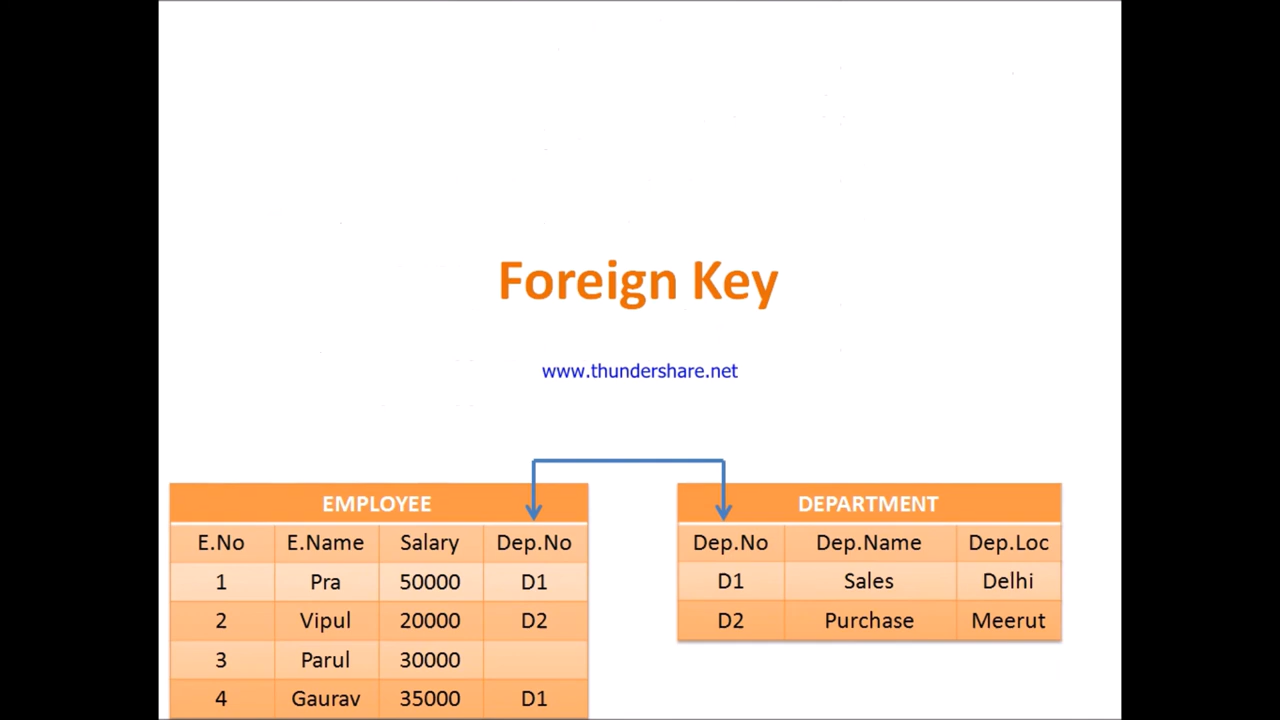 Foreign Key
www.thundershare.net
EMPLOYEE
E.No E.Name Salary Dep.No
1 Pra 50000 D1
2 Vipul 20000 D2
3 Parul 30000
4 Gaurav 35000 D1
DEPARTMENT
Dep.No Dep.Name Dep.Loc
D1 Sales Delhi
D2 Purchase Meerut